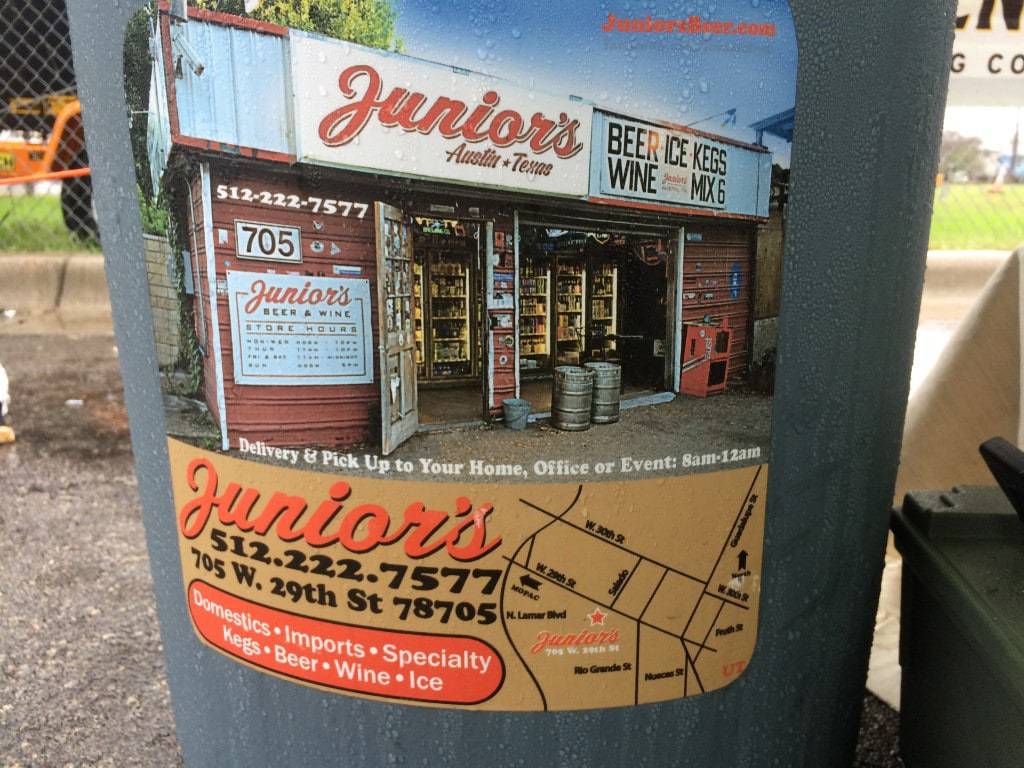 JuniorsBeer.com
Junior's
Austin ★ Texas
BEER•ICE•KEGS
WINE Junior's MIX 6
512-222-7577
705
Junior's
BEER & WINE
STORE HOURS
Delivery & Pick Up to Your Home, Office or Event: 8am-12am
Junior's
512.222.7577
705 W. 29th St 78705
Domestics • Imports • Specialty
Kegs • Beer • Wine • Ice
W. 30th St
Guadalupe St
W. 29th St
Salado
MOPAC
N. Lamar Blvd
Junior's
705 W. 29th St
Fruth St
Rio Grande St
Nueces St
UT
G CO